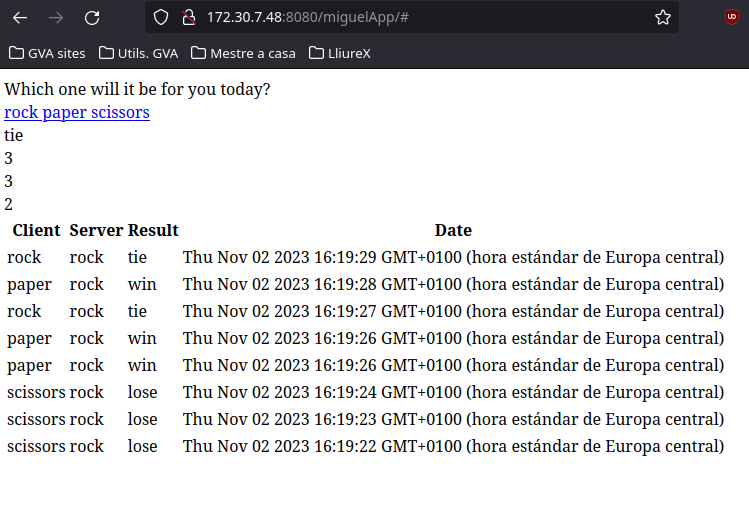 172.30.7.48:8080/miguelApp/#
GVA sites Utils. GVA Mestre a casa LliureX
Which one will it be for you today?
rock paper scissors
tie
3
3
2
Client Server Result Date
rock rock tie Thu Nov 02 2023 16:19:29 GMT+0100 (hora estándar de Europa central)
paper rock win Thu Nov 02 2023 16:19:28 GMT+0100 (hora estándar de Europa central)
rock rock tie Thu Nov 02 2023 16:19:27 GMT+0100 (hora estándar de Europa central)
paper rock win Thu Nov 02 2023 16:19:26 GMT+0100 (hora estándar de Europa central)
paper rock win Thu Nov 02 2023 16:19:26 GMT+0100 (hora estándar de Europa central)
scissors rock lose Thu Nov 02 2023 16:19:24 GMT+0100 (hora estándar de Europa central)
scissors rock lose Thu Nov 02 2023 16:19:23 GMT+0100 (hora estándar de Europa central)
scissors rock lose Thu Nov 02 2023 16:19:22 GMT+0100 (hora estándar de Europa central)